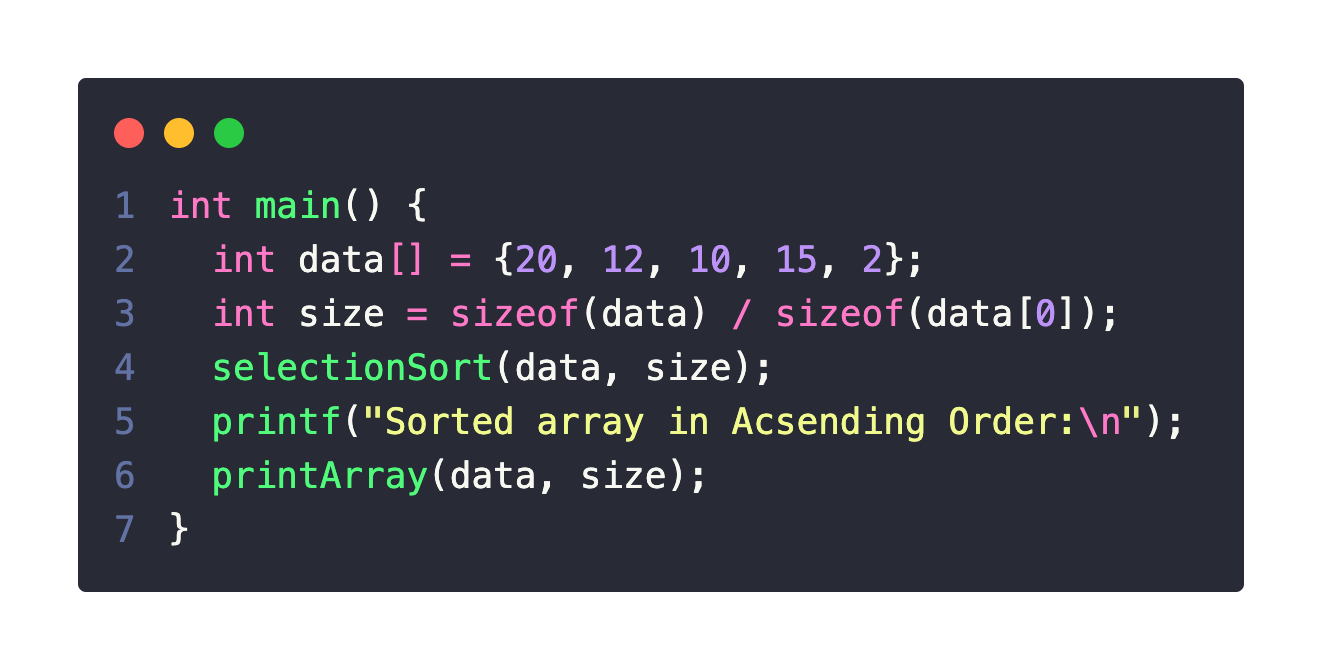 1 int main() {
2 int data[] = {20, 12, 10, 15, 2};
3 int size = sizeof(data) / sizeof(data[0]);
4 selectionSort(data, size);
5 printf("Sorted array in Acsending Order:\n");
6 printArray(data, size);
7 }